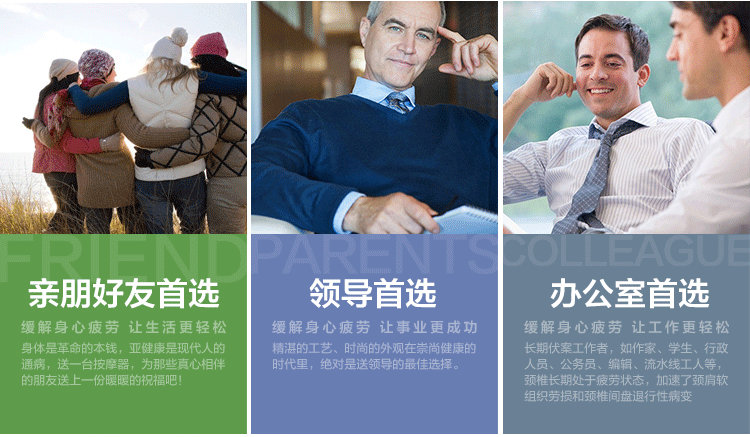 FRIEND
亲朋好友首选
缓解身心疲劳 让生活更轻松
身体是革命的本钱，亚健康是现代人的
通病，送一台按摩器，为那些真心相伴
的朋友送上一份暖暖的祝福吧！
PARENTS
领导首选
缓解身心疲劳 让事业更成功
精湛的工艺、时尚的外观在崇尚健康的
时代里，绝对是送领导的最佳选择。
COLLEAGUE
办公室首选
缓解身心疲劳 让工作更轻松
长期伏案工作者，如作家、学生、行政
人员、公务员、编辑、流水线工人等，
颈椎长期处于疲劳状态，加速了颈肩软
组织劳损和颈椎间盘退行性病变